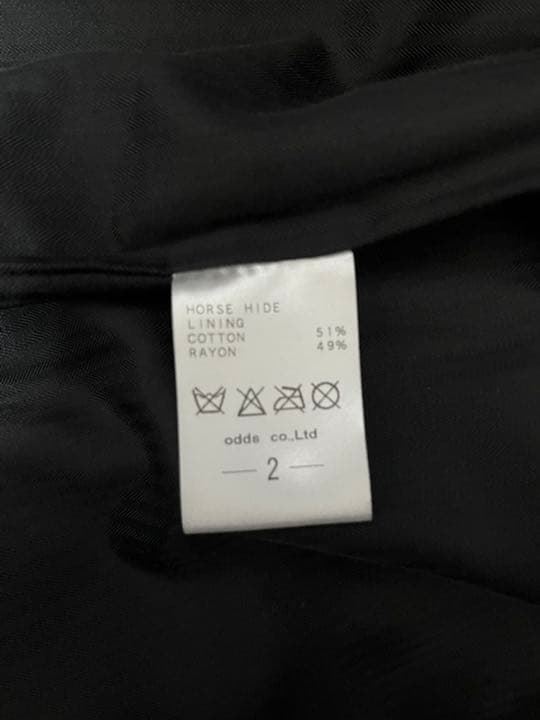 HORSE HIDE
LINING
COTTON 51%
RAYON 49%
odds co.,Ltd
— 2 —